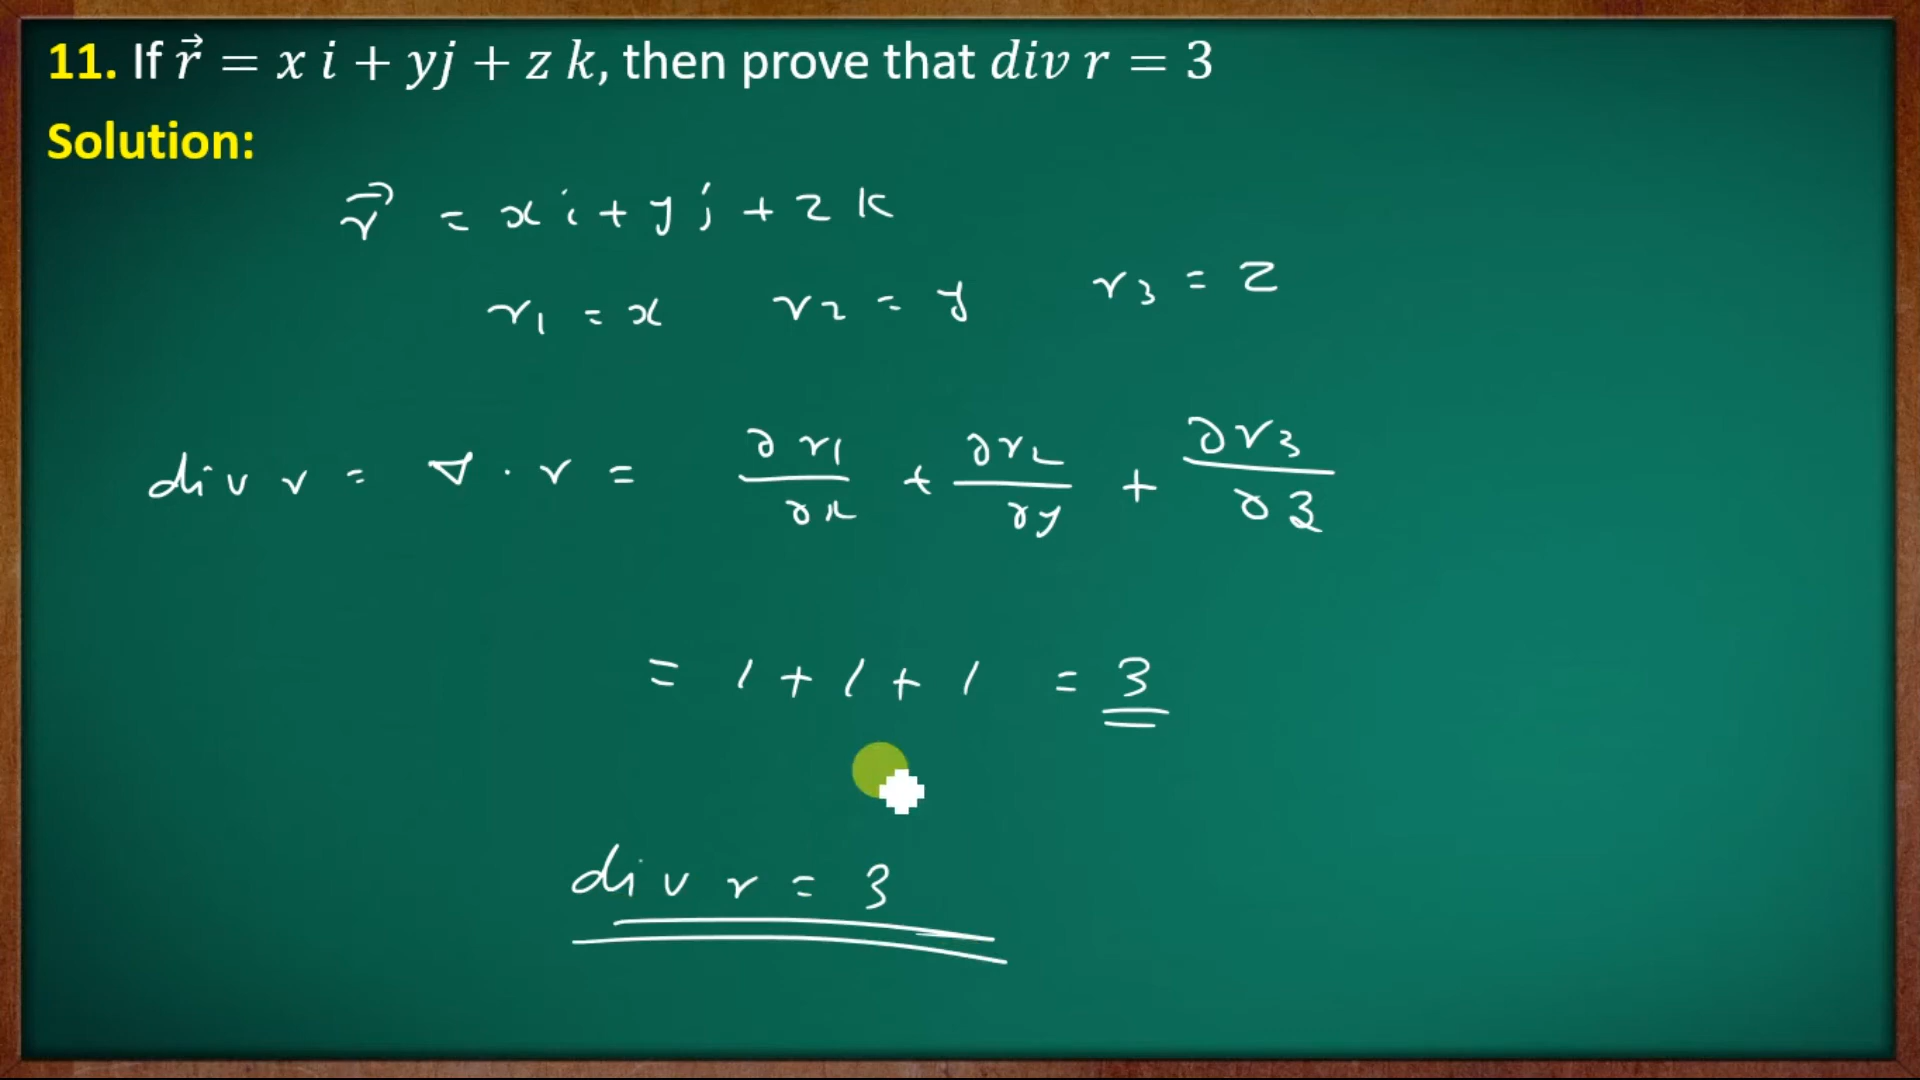 11. If r⃗ = x i + yj + z k, then prove that div r = 3
Solution:
r⃗ = x i + y j + z k
r1 = x r2 = y r3 = z
div r = ∇ · r = ∂r1/∂x + ∂r2/∂y + ∂r3/∂z
= 1 + 1 + 1 = 3
div r = 3